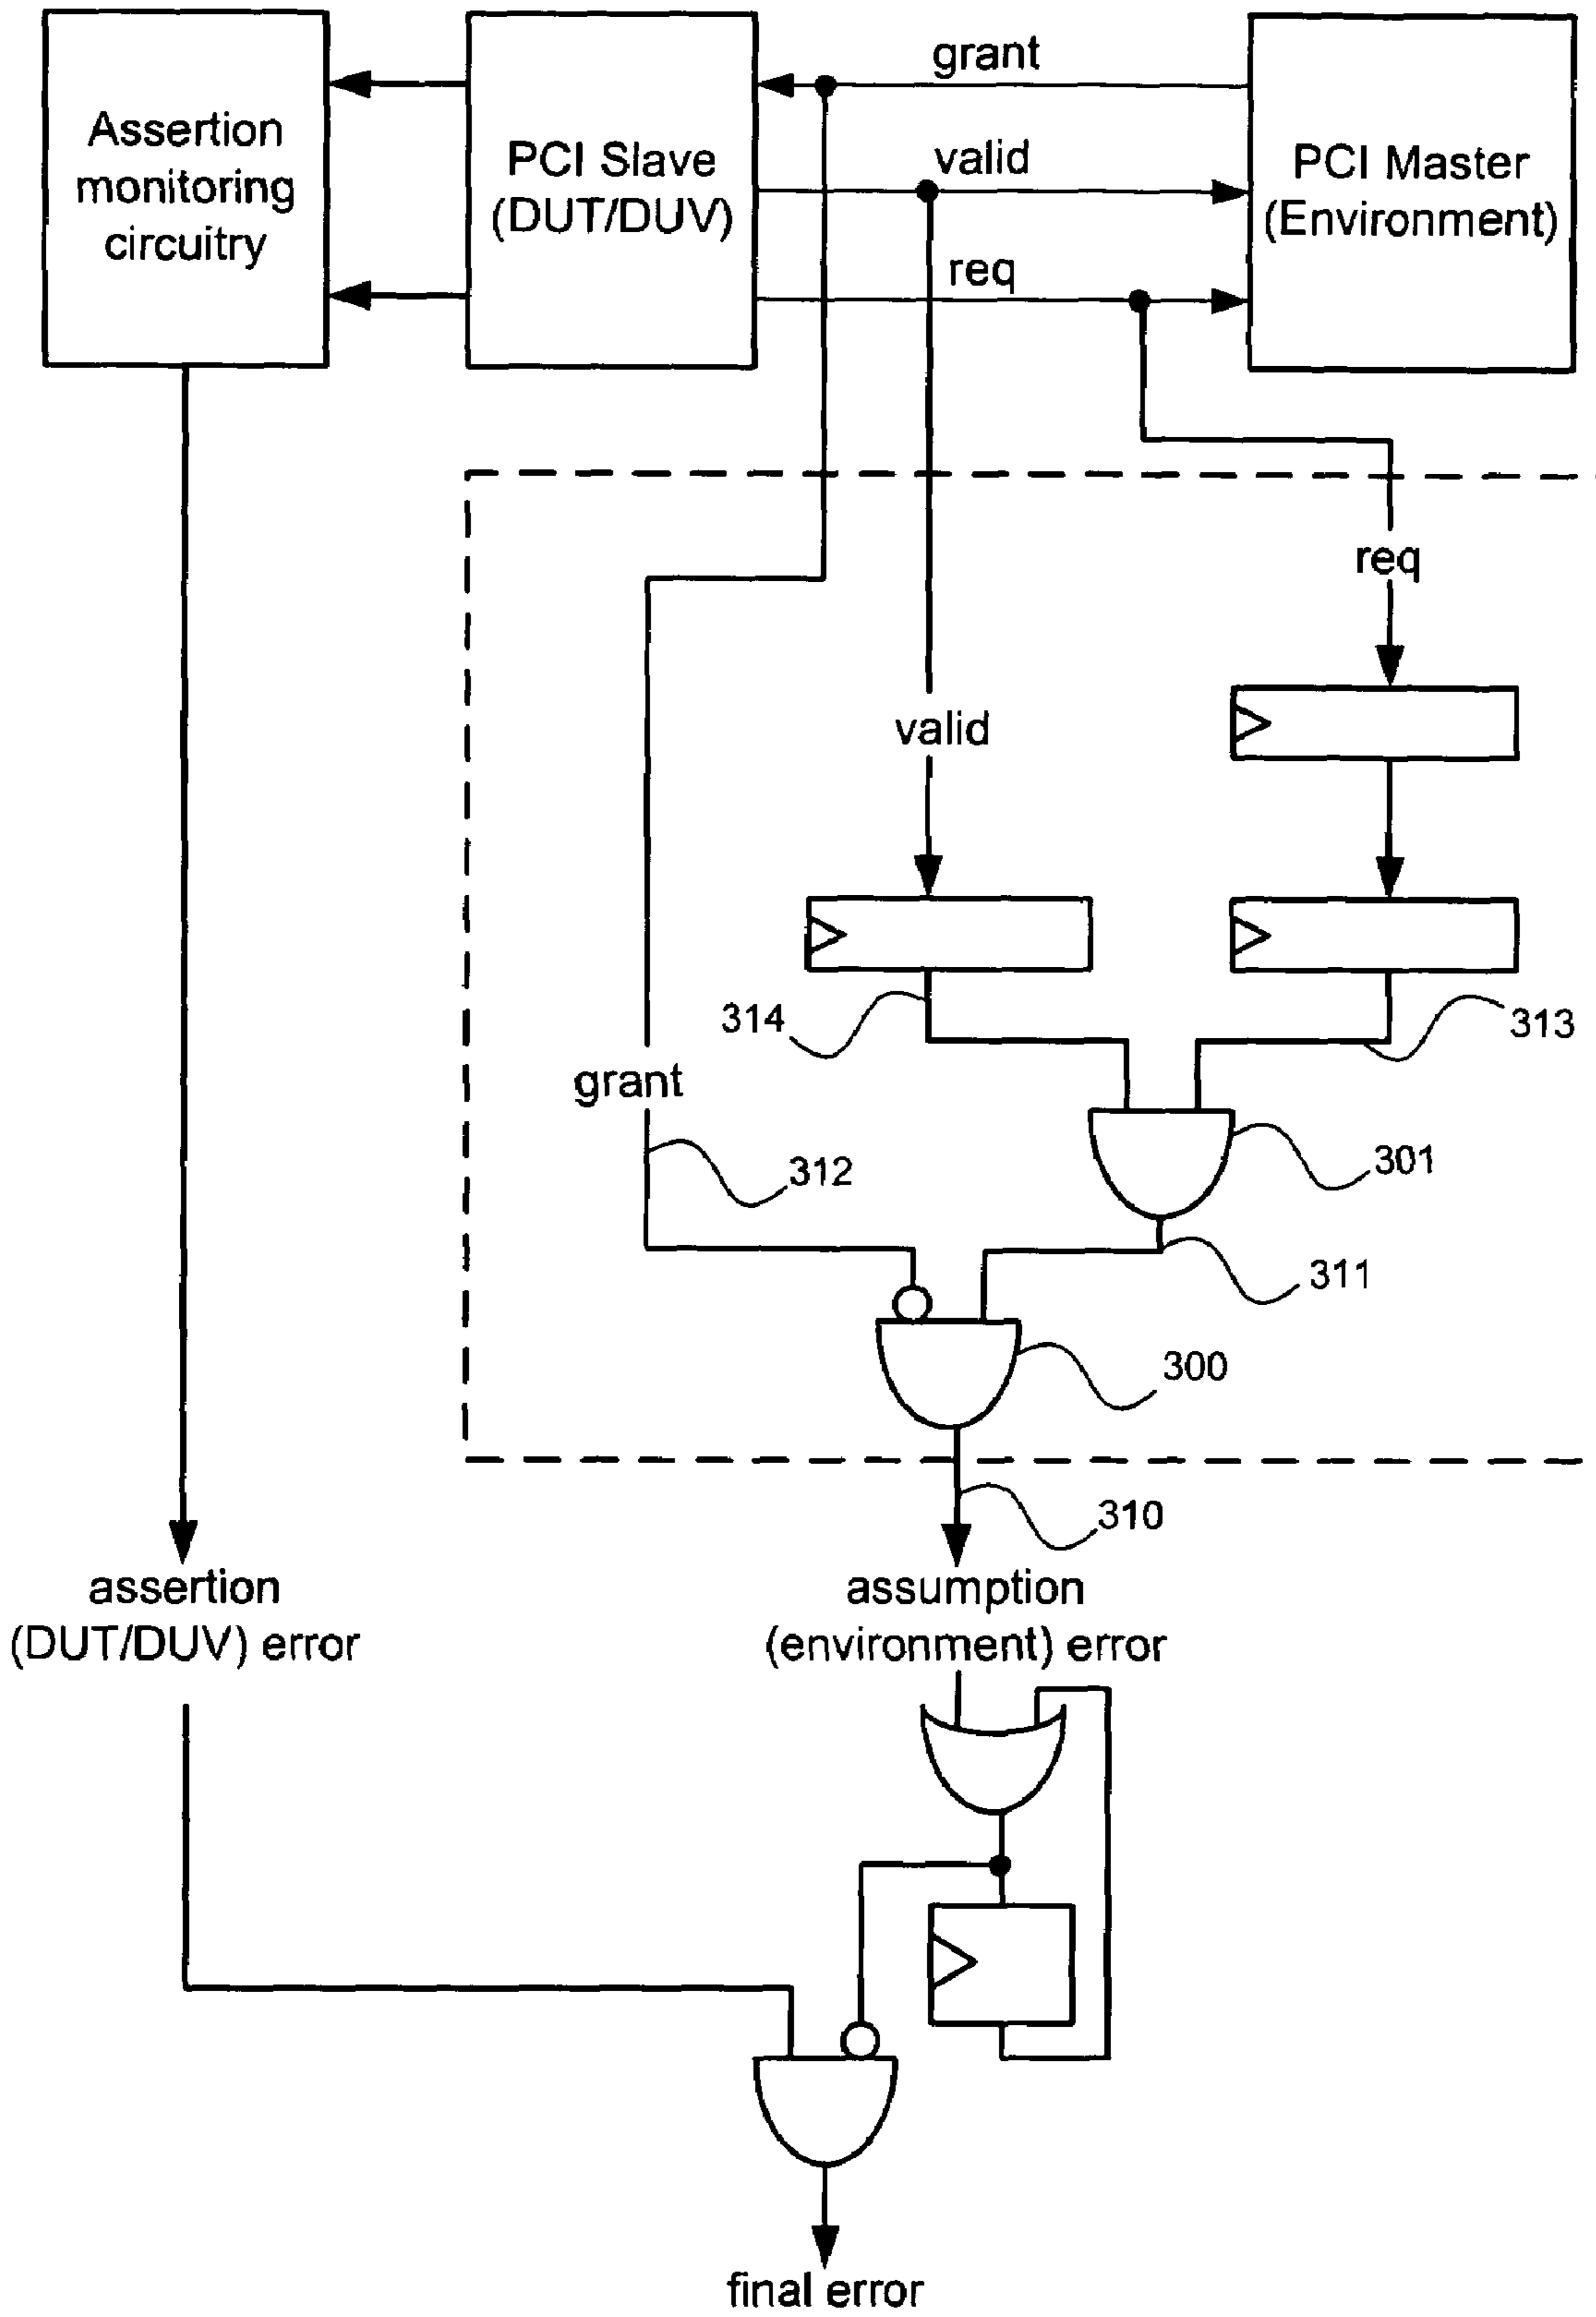 Assertion
monitoring
circuitry
PCI Slave
(DUT/DUV)
grant
valid
req
PCI Master
(Environment)
req
valid
314
313
grant
312
301
311
300
310
assertion
(DUT/DUV) error
assumption
(environment) error
final error